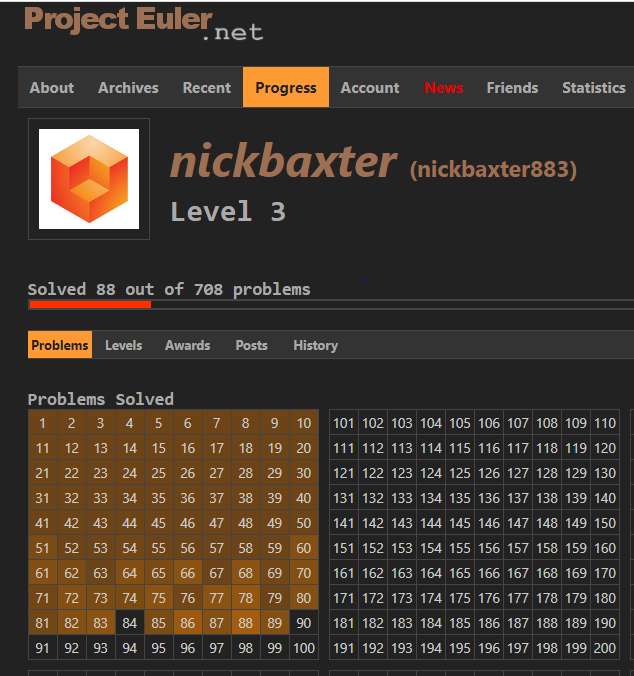 Project Euler
.net
About Archives Recent Progress Account News Friends Statistics
nickbaxter (nickbaxter883)
Level 3
Solved 88 out of 708 problems
Problems Levels Awards Posts History
Problems Solved
1 2 3 4 5 6 7 8 9 10 101 102 103 104 105 106 107 108 109 110
11 12 13 14 15 16 17 18 19 20 111 112 113 114 115 116 117 118 119 120
21 22 23 24 25 26 27 28 29 30 121 122 123 124 125 126 127 128 129 130
31 32 33 34 35 36 37 38 39 40 131 132 133 134 135 136 137 138 139 140
41 42 43 44 45 46 47 48 49 50 141 142 143 144 145 146 147 148 149 150
51 52 53 54 55 56 57 58 59 60 151 152 153 154 155 156 157 158 159 160
61 62 63 64 65 66 67 68 69 70 161 162 163 164 165 166 167 168 169 170
71 72 73 74 75 76 77 78 79 80 171 172 173 174 175 176 177 178 179 180
81 82 83 84 85 86 87 88 89 90 181 182 183 184 185 186 187 188 189 190
91 92 93 94 95 96 97 98 99 100 191 192 193 194 195 196 197 198 199 200